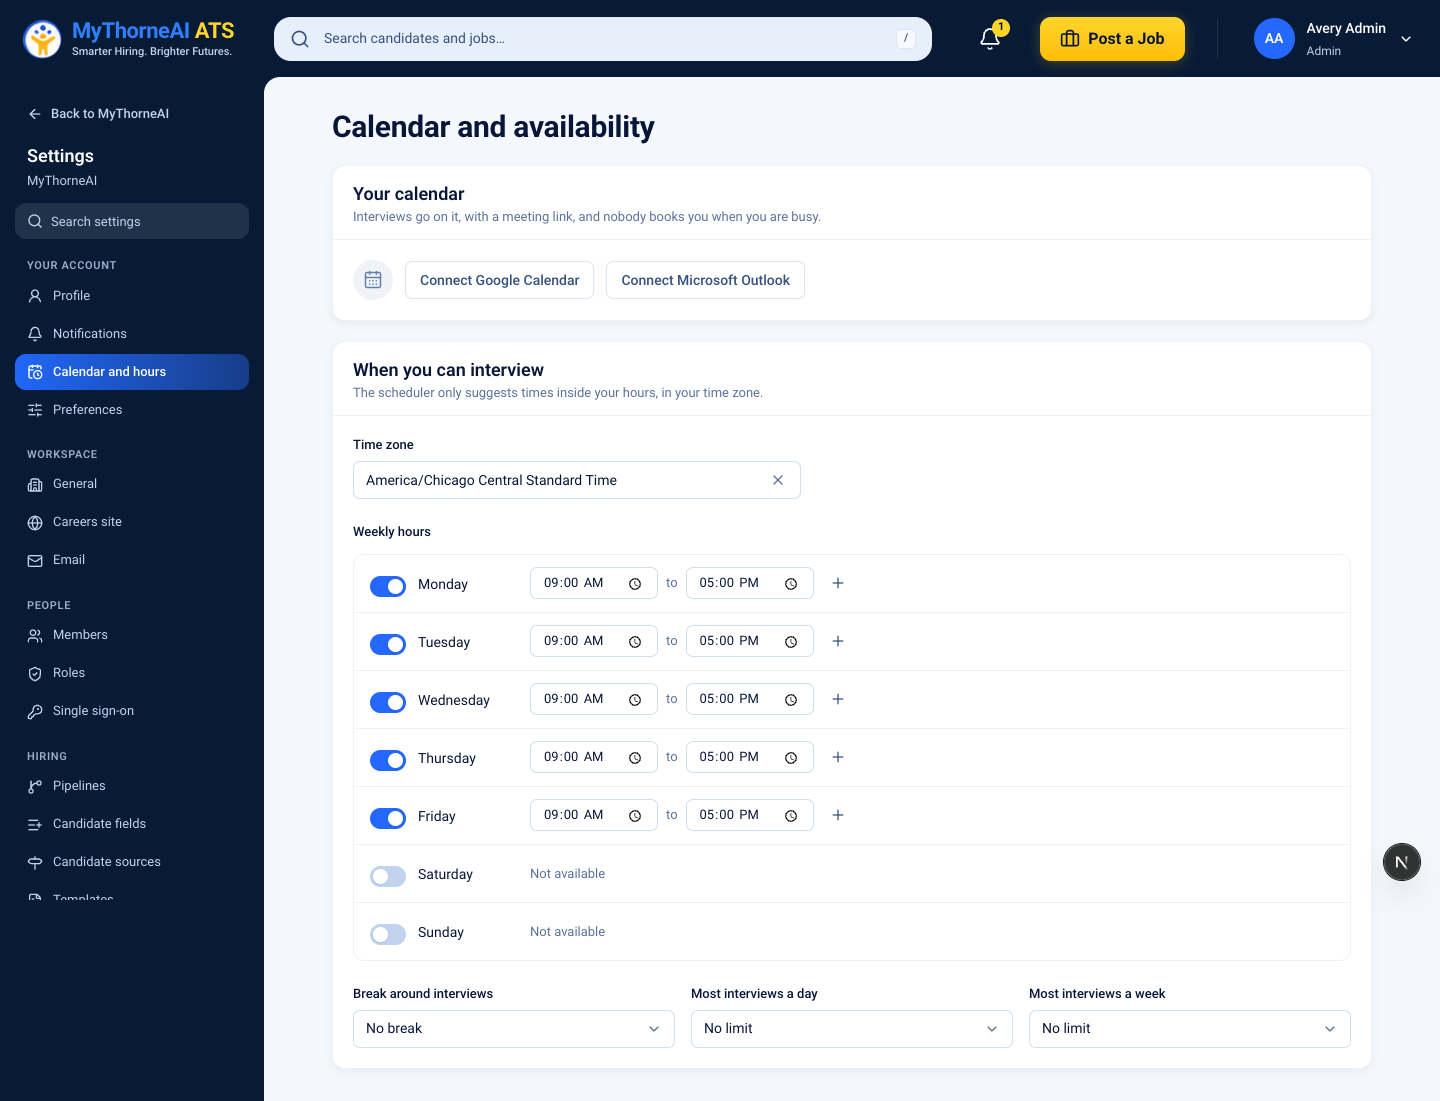 MyThorneAI ATS
Smarter Hiring. Brighter Futures.
Search candidates and jobs...
/
1
Post a Job
AA
Avery Admin
Admin
Back to MyThorneAI
Settings
MyThorneAI
Search settings
YOUR ACCOUNT
Profile
Notifications
Calendar and hours
Preferences
WORKSPACE
General
Careers site
Email
PEOPLE
Members
Roles
Single sign-on
HIRING
Pipelines
Candidate fields
Candidate sources
Templates
Calendar and availability
Your calendar
Interviews go on it, with a meeting link, and nobody books you when you are busy.
Connect Google Calendar
Connect Microsoft Outlook
When you can interview
The scheduler only suggests times inside your hours, in your time zone.
Time zone
America/Chicago Central Standard Time
Weekly hours
Monday 09:00 AM to 05:00 PM
Tuesday 09:00 AM to 05:00 PM
Wednesday 09:00 AM to 05:00 PM
Thursday 09:00 AM to 05:00 PM
Friday 09:00 AM to 05:00 PM
Saturday Not available
Sunday Not available
Break around interviews
No break
Most interviews a day
No limit
Most interviews a week
No limit
N